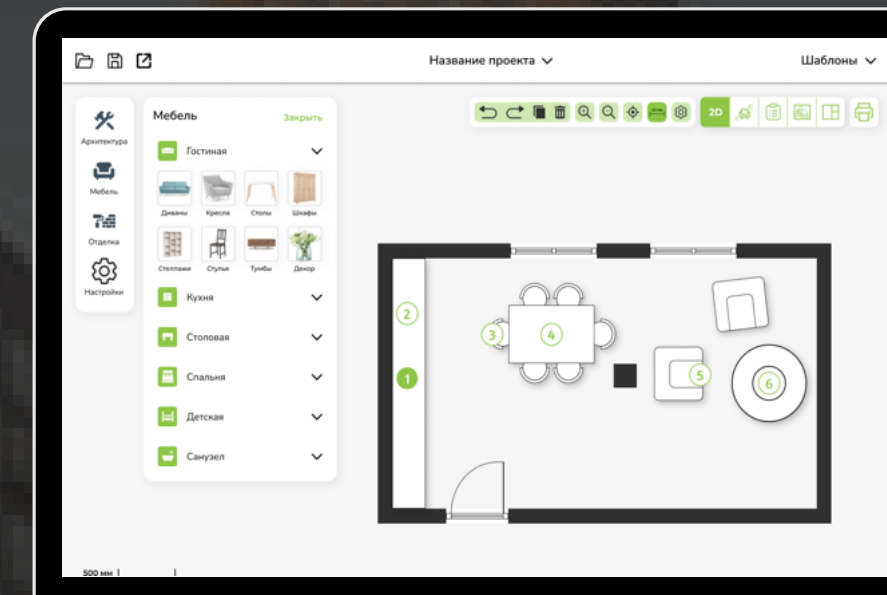 Название проекта
Шаблоны
2D
Архитектура
Мебель
Отделка
Настройки
Мебель
Закрыть
Гостиная
Диваны
Кресла
Столы
Шкафы
Стеллажи
Стулья
Тумбы
Декор
Кухня
Столовая
Спальня
Детская
Санузел
2
3
4
1
5
6
500 мм